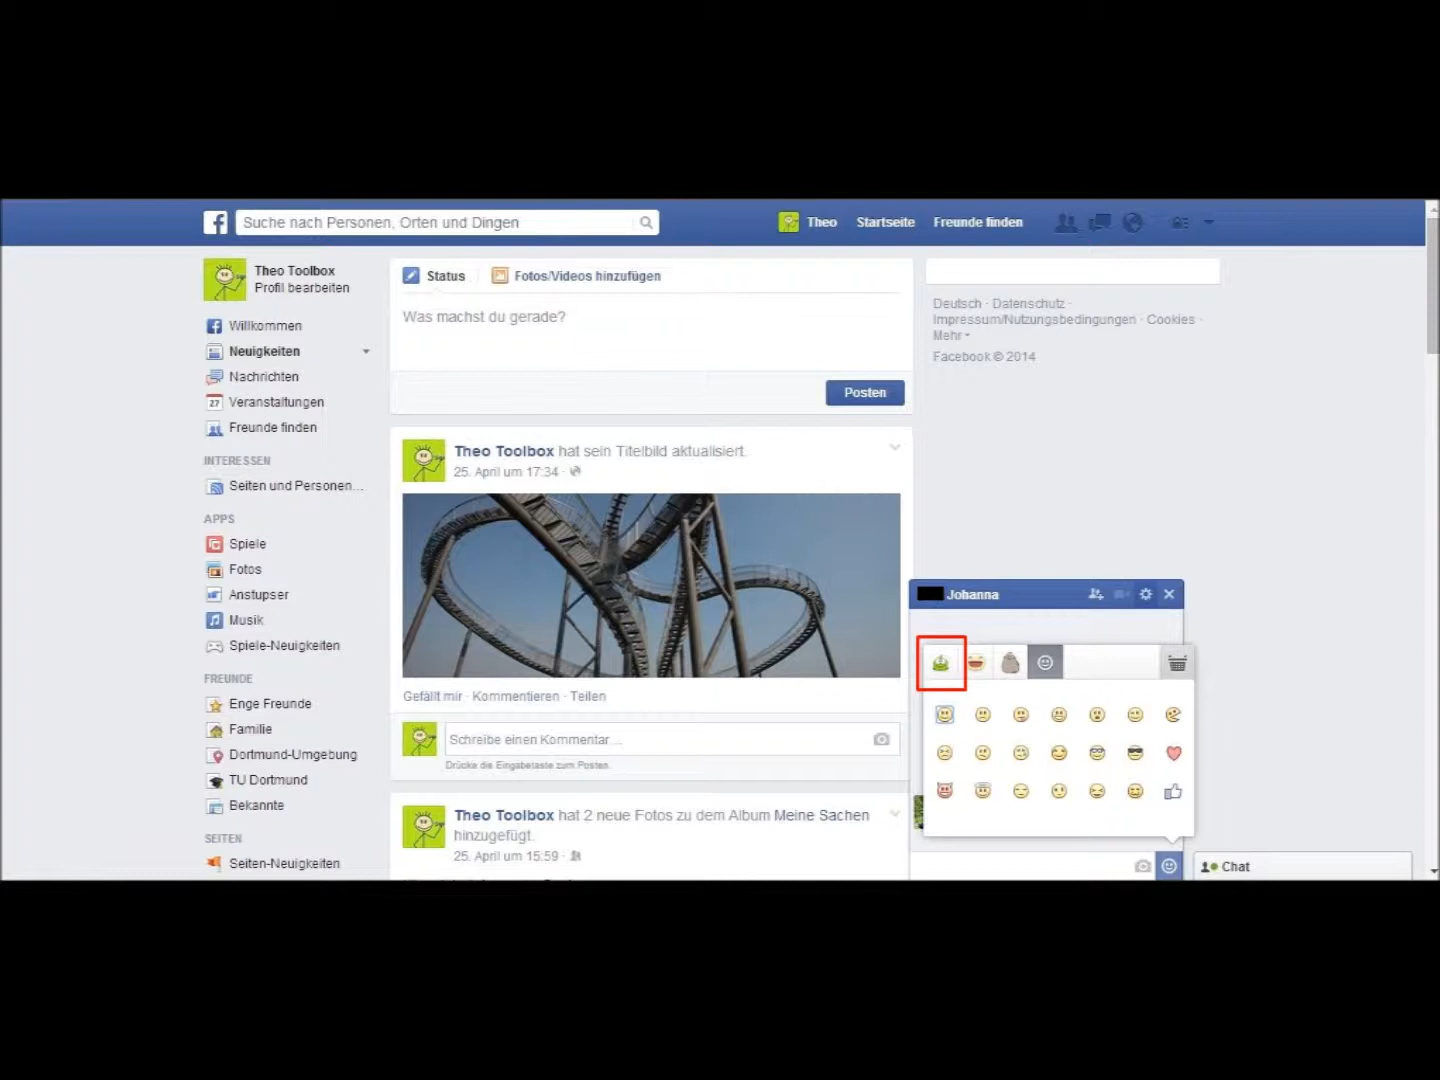 Suche nach Personen, Orten und Dingen
Theo Startseite Freunde finden
Theo Toolbox
Profil bearbeiten
Willkommen
Neuigkeiten
Nachrichten
27 Veranstaltungen
Freunde finden
INTERESSEN
Seiten und Personen...
APPS
Spiele
Fotos
Anstupser
Musik
Spiele-Neuigkeiten
FREUNDE
Enge Freunde
Familie
Dortmund-Umgebung
TU Dortmund
Bekannte
SEITEN
Seiten-Neuigkeiten
Status Fotos/Videos hinzufügen
Was machst du gerade?
Posten
Theo Toolbox hat sein Titelbild aktualisiert.
25. April um 17:34 ·
Gefällt mir · Kommentieren · Teilen
Schreibe einen Kommentar ...
Drücke die Eingabetaste zum Posten.
Theo Toolbox hat 2 neue Fotos zu dem Album Meine Sachen
hinzugefügt.
25. April um 15:59 ·
Deutsch · Datenschutz ·
Impressum/Nutzungsbedingungen · Cookies ·
Mehr
Facebook © 2014
Johanna
Chat